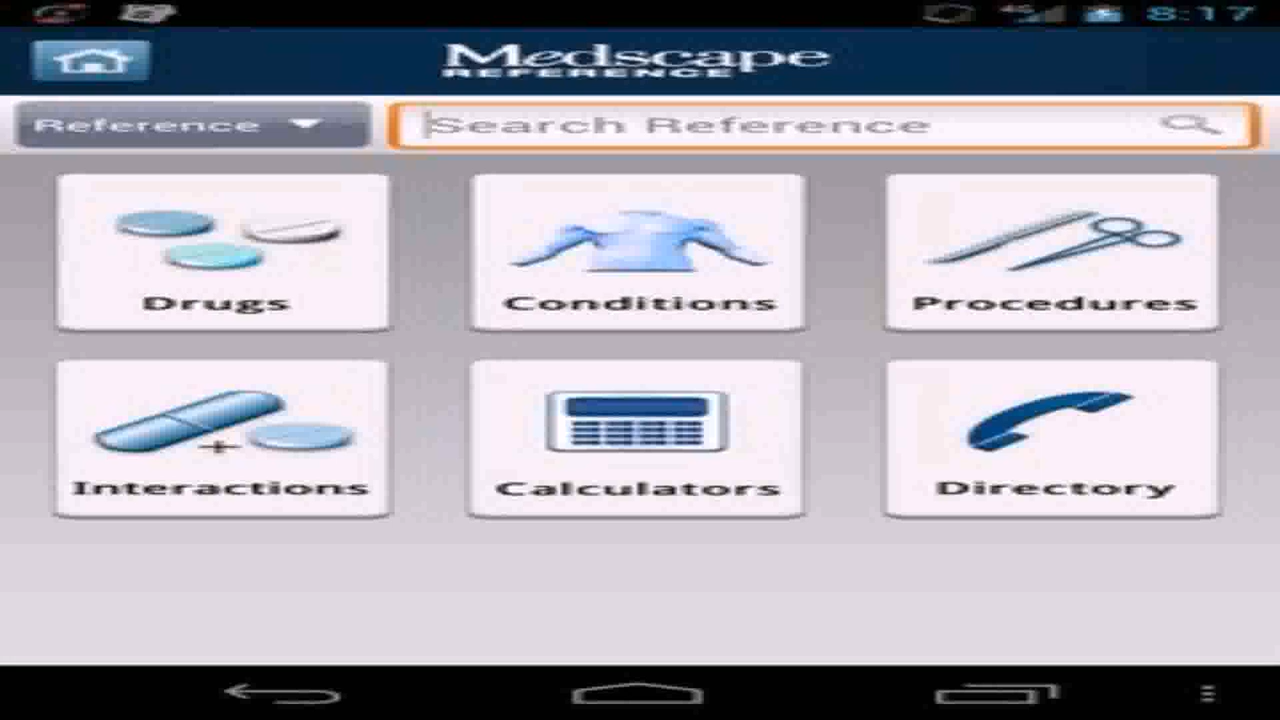 8:17
Medscape
REFERENCE
Reference
Search Reference
Drugs
Conditions
Procedures
Interactions
Calculators
Directory